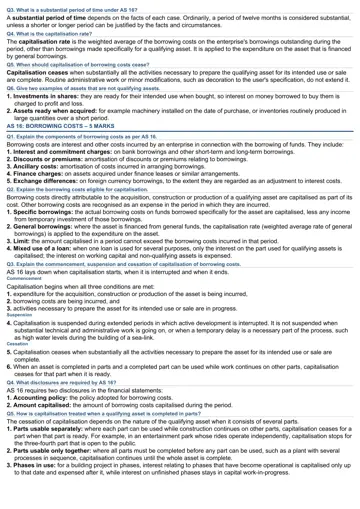 Q3. What is a substantial period of time under AS 16?
A substantial period of time depends on the facts of each case. Ordinarily, a period of twelve months is considered substantial,
unless a shorter or longer period can be justified by the facts and circumstances.
Q4. What is the capitalisation rate?
The capitalisation rate is the weighted average of the borrowing costs on the enterprise's borrowings outstanding during the
period, other than borrowings made specifically for a qualifying asset. It is applied to the expenditure on the asset that is financed
by general borrowings.
Q5. When should capitalisation of borrowing costs cease?
Capitalisation ceases when substantially all the activities necessary to prepare the qualifying asset for its intended use or sale
are complete. Routine administrative work or minor modifications, such as decoration to the user's specification, do not extend it.
Q6. Give two examples of assets that are not qualifying assets.
1. Investments in shares: they are ready for their intended use when bought, so interest on money borrowed to buy them is
charged to profit and loss.
2. Assets ready when acquired: for example machinery installed on the date of purchase, or inventories routinely produced in
large quantities over a short period.
AS 16: BORROWING COSTS – 5 MARKS
Q1. Explain the components of borrowing costs as per AS 16.
Borrowing costs are interest and other costs incurred by an enterprise in connection with the borrowing of funds. They include:
1. Interest and commitment charges: on bank borrowings and other short-term and long-term borrowings.
2. Discounts or premiums: amortisation of discounts or premiums relating to borrowings.
3. Ancillary costs: amortisation of costs incurred in arranging borrowings.
4. Finance charges: on assets acquired under finance leases or similar arrangements.
5. Exchange differences: on foreign currency borrowings, to the extent they are regarded as an adjustment to interest costs.
Q2. Explain the borrowing costs eligible for capitalisation.
Borrowing costs directly attributable to the acquisition, construction or production of a qualifying asset are capitalised as part of its
cost. Other borrowing costs are recognised as an expense in the period in which they are incurred.
1. Specific borrowings: the actual borrowing costs on funds borrowed specifically for the asset are capitalised, less any income
from temporary investment of those borrowings.
2. General borrowings: where the asset is financed from general funds, the capitalisation rate (weighted average rate of general
borrowings) is applied to the expenditure on the asset.
3. Limit: the amount capitalised in a period cannot exceed the borrowing costs incurred in that period.
4. Mixed use of a loan: when one loan is used for several purposes, only the interest on the part used for qualifying assets is
capitalised; the interest on working capital and non-qualifying assets is expensed.
Q3. Explain the commencement, suspension and cessation of capitalisation of borrowing costs.
AS 16 lays down when capitalisation starts, when it is interrupted and when it ends.
Commencement
Capitalisation begins when all three conditions are met:
1. expenditure for the acquisition, construction or production of the asset is being incurred,
2. borrowing costs are being incurred, and
3. activities necessary to prepare the asset for its intended use or sale are in progress.
Suspension
4. Capitalisation is suspended during extended periods in which active development is interrupted. It is not suspended when
substantial technical and administrative work is going on, or when a temporary delay is a necessary part of the process, such
as high water levels during the building of a sea-link.
Cessation
5. Capitalisation ceases when substantially all the activities necessary to prepare the asset for its intended use or sale are
complete.
6. When an asset is completed in parts and a completed part can be used while work continues on other parts, capitalisation
ceases for that part when it is ready.
Q4. What disclosures are required by AS 16?
AS 16 requires two disclosures in the financial statements:
1. Accounting policy: the policy adopted for borrowing costs.
2. Amount capitalised: the amount of borrowing costs capitalised during the period.
Q5. How is capitalisation treated when a qualifying asset is completed in parts?
The cessation of capitalisation depends on the nature of the qualifying asset when it consists of several parts.
1. Parts usable separately: where each part can be used while construction continues on other parts, capitalisation ceases for a
part when that part is ready. For example, in an entertainment park whose rides operate independently, capitalisation stops for
the three-fourth part that is open to the public.
2. Parts usable only together: where all parts must be completed before any part can be used, such as a plant with several
processes in sequence, capitalisation continues until the whole asset is complete.
3. Phases in use: for a building project in phases, interest relating to phases that have become operational is capitalised only up
to that date and expensed after it, while interest on unfinished phases stays in capital work-in-progress.